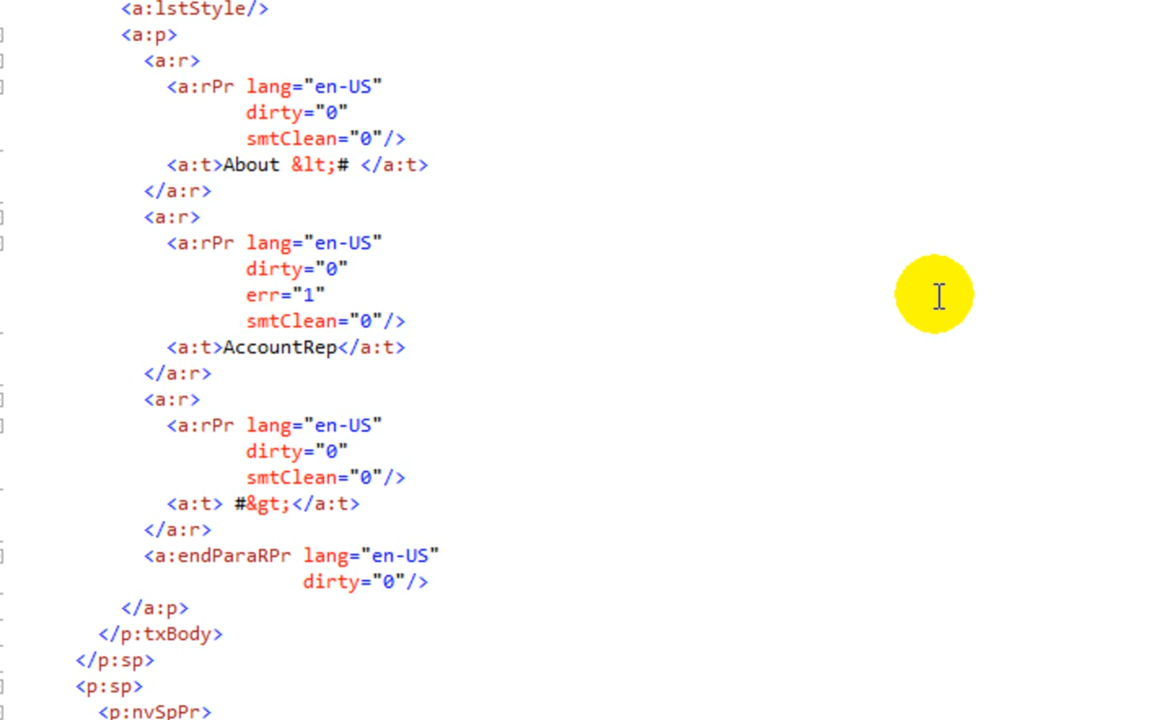 <a:lstStyle/>
<a:p>
<a:r>
<a:rPr lang="en-US"
dirty="0"
smtClean="0"/>
<a:t>About &lt;# </a:t>
</a:r>
<a:r>
<a:rPr lang="en-US"
dirty="0"
err="1"
smtClean="0"/>
<a:t>AccountRep</a:t>
</a:r>
<a:r>
<a:rPr lang="en-US"
dirty="0"
smtClean="0"/>
<a:t> #&gt;</a:t>
</a:r>
<a:endParaRPr lang="en-US"
dirty="0"/>
</a:p>
</p:txBody>
</p:sp>
<p:sp>
<p:nvSpPr>